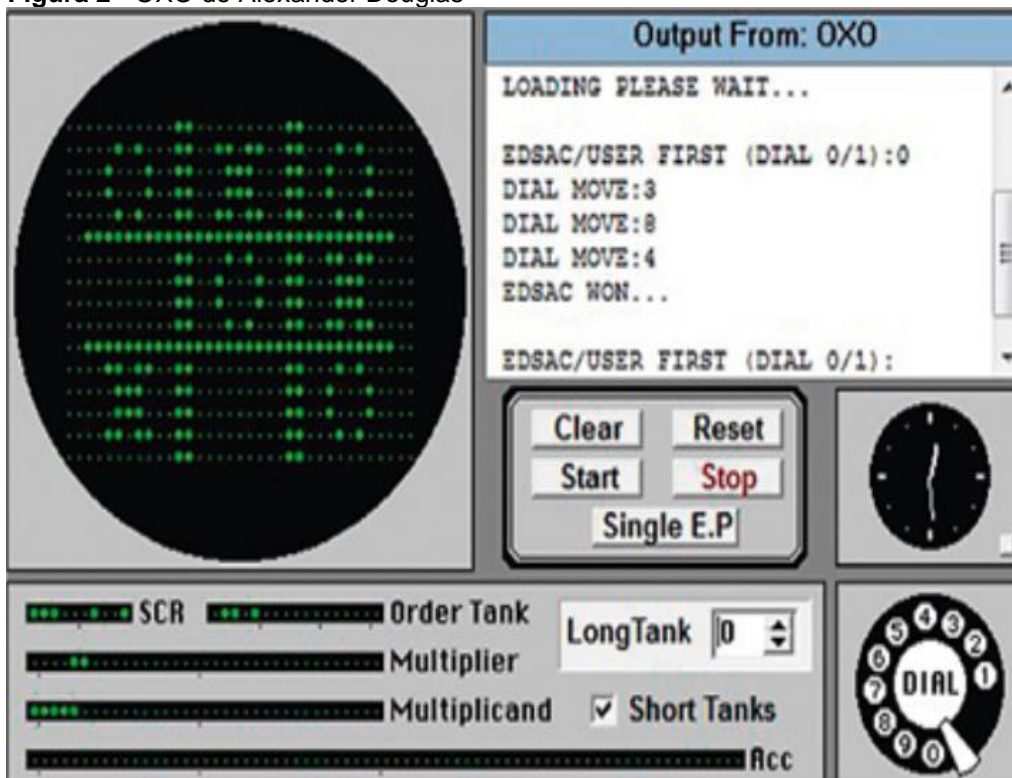 Figura 2 - OXO de Alexander Douglas
Output From: OXO
LOADING PLEASE WAIT...
EDSAC/USER FIRST (DIAL 0/1):0
DIAL MOVE:3
DIAL MOVE:8
DIAL MOVE:4
EDSAC WON...
EDSAC/USER FIRST (DIAL 0/1):
Clear Reset
Start Stop
Single E.P
SCR Order Tank
LongTank 0
Multiplier
Multiplicand Short Tanks
Acc
4 3 2 1 5 6 7 8 9 0
DIAL